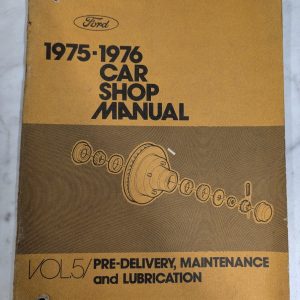 Ford
1975-1976
CAR
SHOP
MANUAL
VOL.5/ PRE-DELIVERY, MAINTENANCE
and LUBRICATION